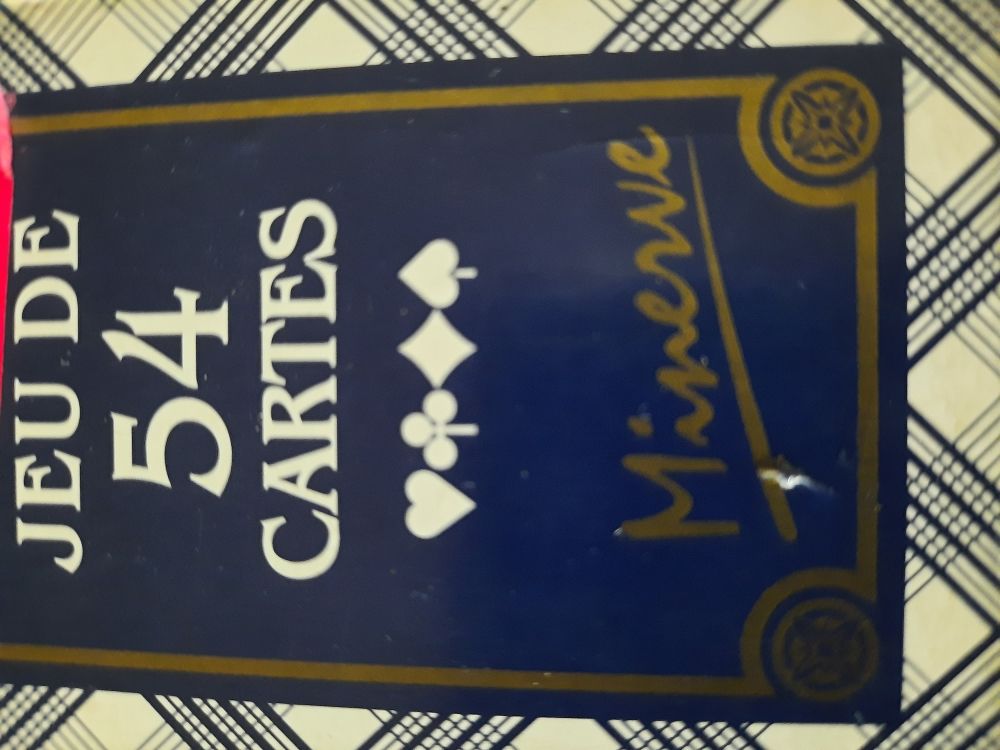 JEU DE
54
CARTES
Minerve